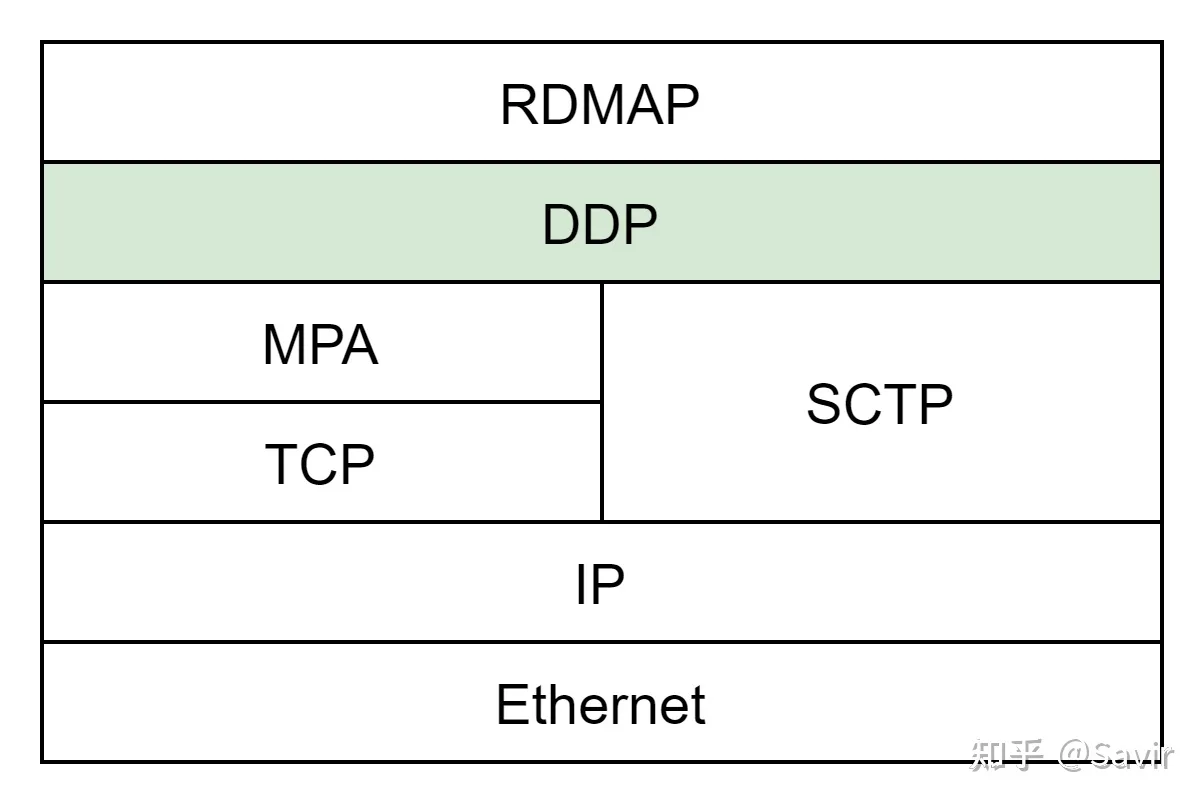 RDMAP
DDP
MPA
SCTP
TCP
IP
Ethernet
知乎 @Savir